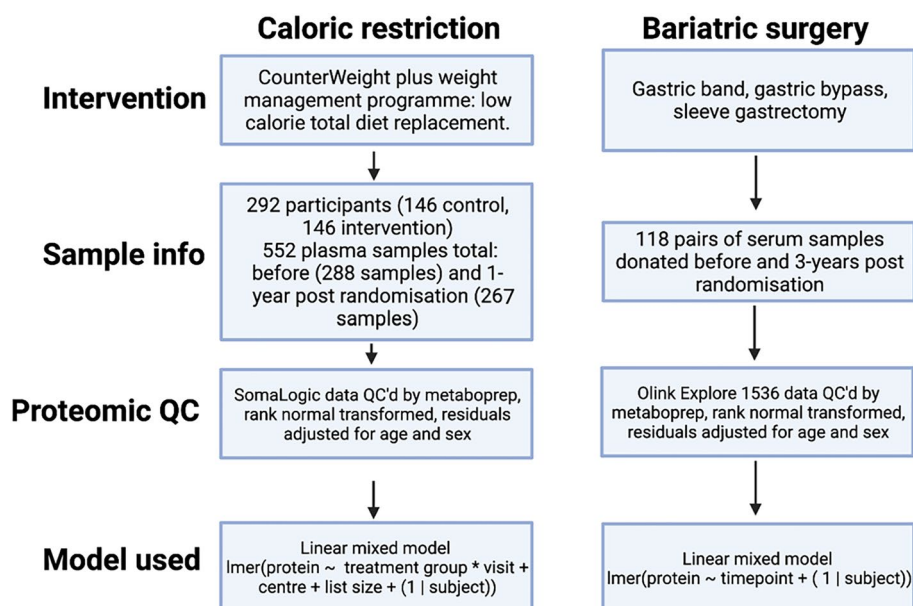 Caloric restriction
Bariatric surgery
Intervention
CounterWeight plus weight
management programme: low
calorie total diet replacement.
Gastric band, gastric bypass,
sleeve gastrectomy
Sample info
292 participants (146 control,
146 intervention)
552 plasma samples total:
before (288 samples) and 1-
year post randomisation (267
samples)
118 pairs of serum samples
donated before and 3-years post
randomisation
Proteomic QC
SomaLogic data QC'd by metaboprep,
rank normal transformed, residuals
adjusted for age and sex
Olink Explore 1536 data QC'd by
metaboprep, rank normal transformed,
residuals adjusted for age and sex
Model used
Linear mixed model
lmer(protein ~ treatment group * visit +
centre + list size + (1 | subject))
Linear mixed model
lmer(protein ~ timepoint + ( 1 | subject))